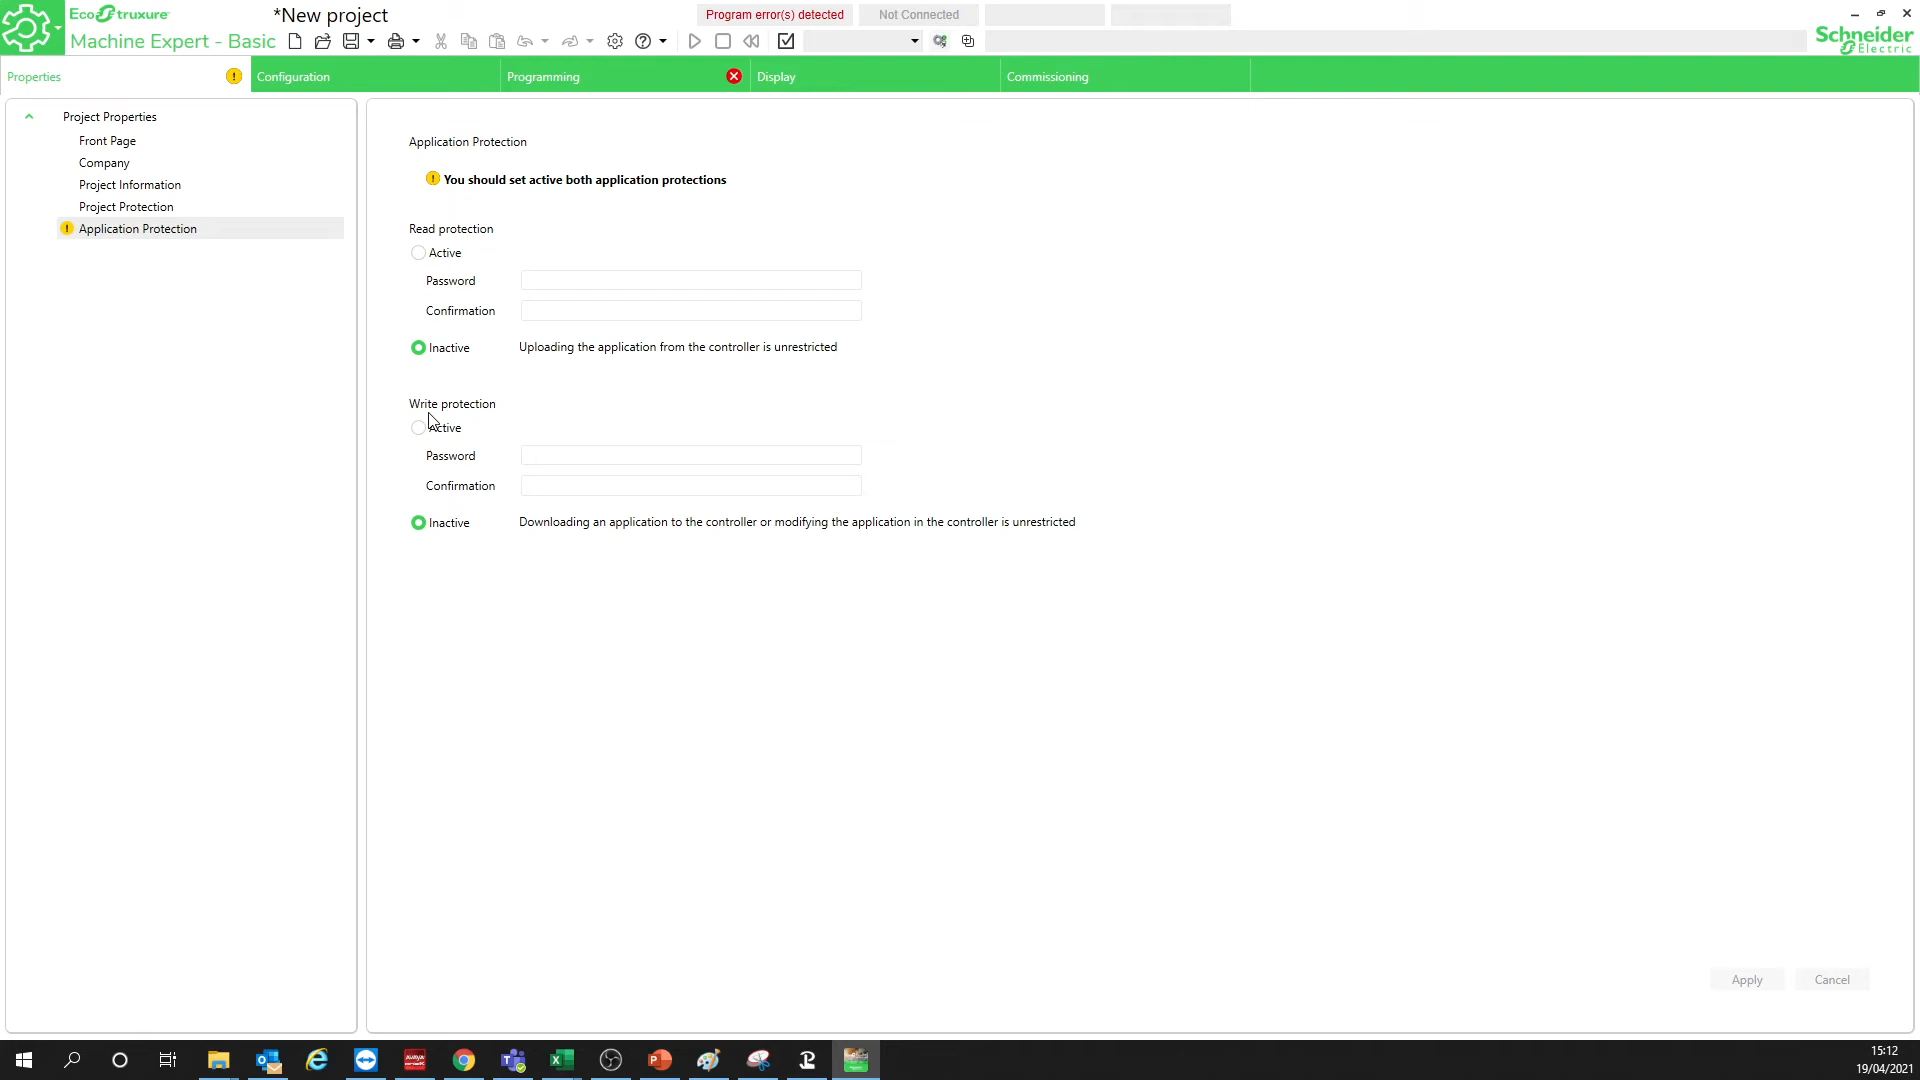 EcoStruxure
*New project
Program error(s) detected
Not Connected
Machine Expert - Basic
Schneider
Electric
Properties
Configuration
Programming
Display
Commissioning
Project Properties
Front Page
Company
Project Information
Project Protection
Application Protection
Application Protection
You should set active both application protections
Read protection
Active
Password
Confirmation
Inactive
Uploading the application from the controller is unrestricted
Write protection
Active
Password
Confirmation
Inactive
Downloading an application to the controller or modifying the application in the controller is unrestricted
Apply
Cancel
15:12
19/04/2021